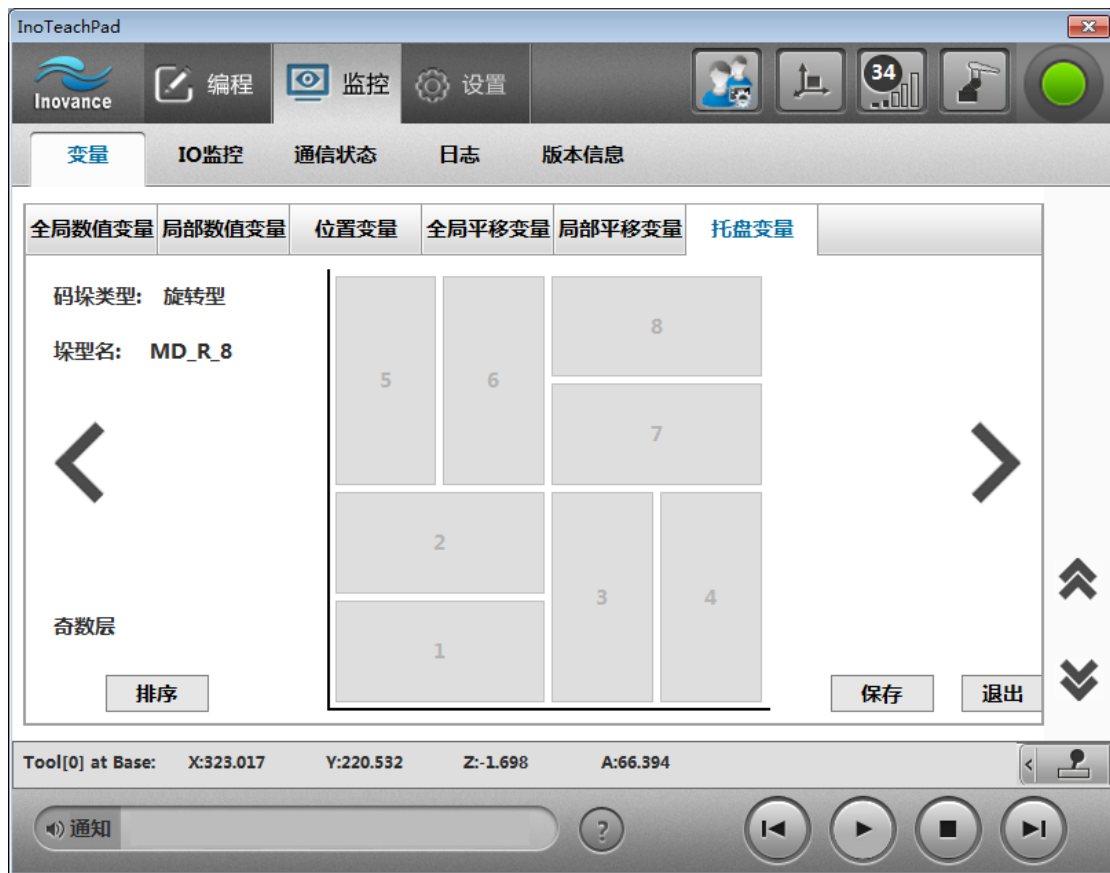 InoTeachPad
Inovance 编程 监控 设置 34
变量 IO监控 通信状态 日志 版本信息
全局数值变量 局部数值变量 位置变量 全局平移变量 局部平移变量 托盘变量
码垛类型: 旋转型
垛型名: MD_R_8
8
5 6
7
2
3 4
1
奇数层
排序 保存 退出
Tool[0] at Base: X:323.017 Y:220.532 Z:-1.698 A:66.394
通知 ?